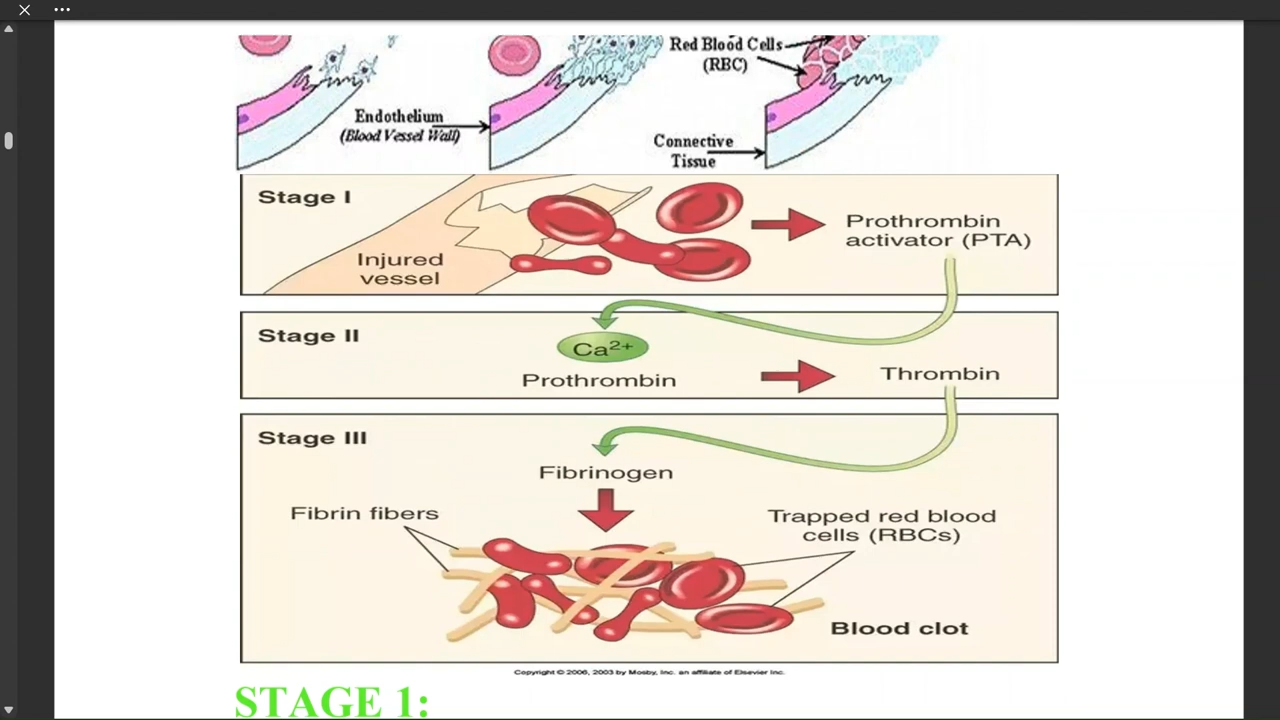 Red Blood Cells
(RBC)
Endothelium
(Blood Vessel Wall)
Connective
Tissue
Stage I
Injured
vessel
Prothrombin
activator (PTA)
Stage II
Ca2+
Prothrombin
Thrombin
Stage III
Fibrinogen
Fibrin fibers
Trapped red blood
cells (RBCs)
Blood clot
Copyright © 2006, 2003 by Mosby, Inc. an affiliate of Elsevier Inc.
STAGE 1: